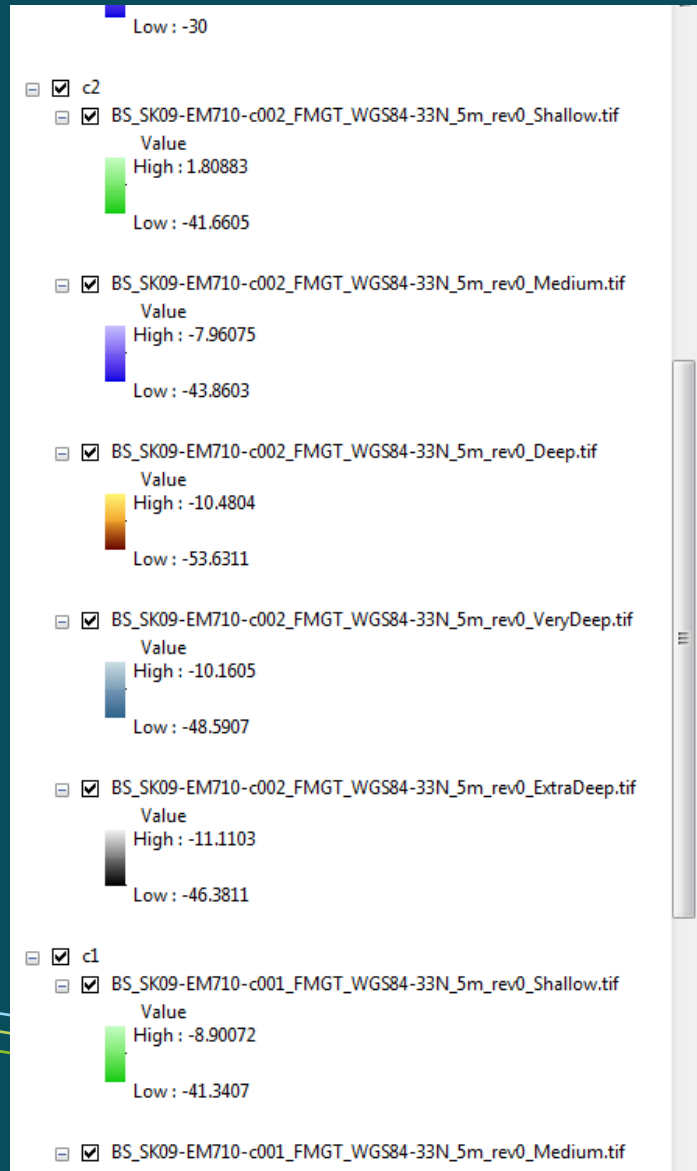 Low : -30
c2
BS_SK09-EM710-c002_FMGT_WGS84-33N_5m_rev0_Shallow.tif
Value
High : 1.80883
Low : -41.6605
BS_SK09-EM710-c002_FMGT_WGS84-33N_5m_rev0_Medium.tif
Value
High : -7.96075
Low : -43.8603
BS_SK09-EM710-c002_FMGT_WGS84-33N_5m_rev0_Deep.tif
Value
High : -10.4804
Low : -53.6311
BS_SK09-EM710-c002_FMGT_WGS84-33N_5m_rev0_VeryDeep.tif
Value
High : -10.1605
Low : -48.5907
BS_SK09-EM710-c002_FMGT_WGS84-33N_5m_rev0_ExtraDeep.tif
Value
High : -11.1103
Low : -46.3811
c1
BS_SK09-EM710-c001_FMGT_WGS84-33N_5m_rev0_Shallow.tif
Value
High : -8.90072
Low : -41.3407
BS_SK09-EM710-c001_FMGT_WGS84-33N_5m_rev0_Medium.tif